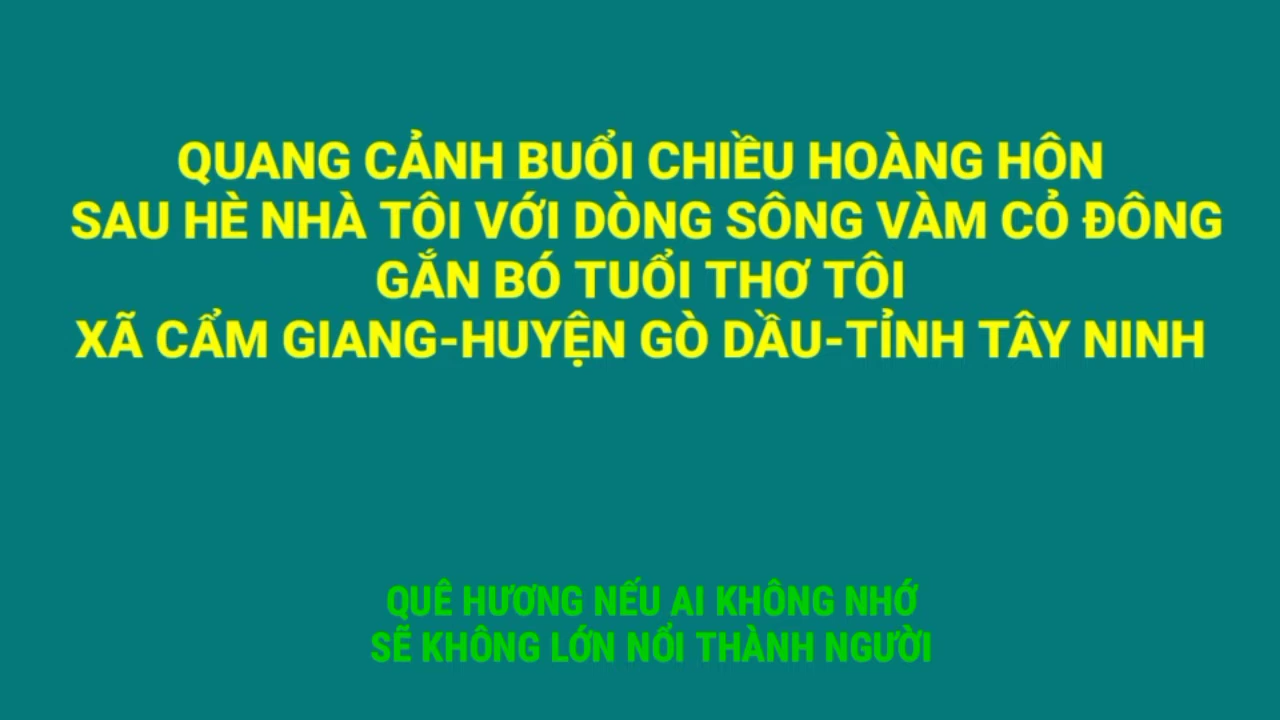 QUANG CẢNH BUỔI CHIỀU HOÀNG HÔN
SAU HÈ NHÀ TÔI VỚI DÒNG SÔNG VÀM CỎ ĐÔNG
GẮN BÓ TUỔI THƠ TÔI
XÃ CẨM GIANG-HUYỆN GÒ DẦU-TỈNH TÂY NINH
QUÊ HƯƠNG NẾU AI KHÔNG NHỚ
SẼ KHÔNG LỚN NỔI THÀNH NGƯỜI